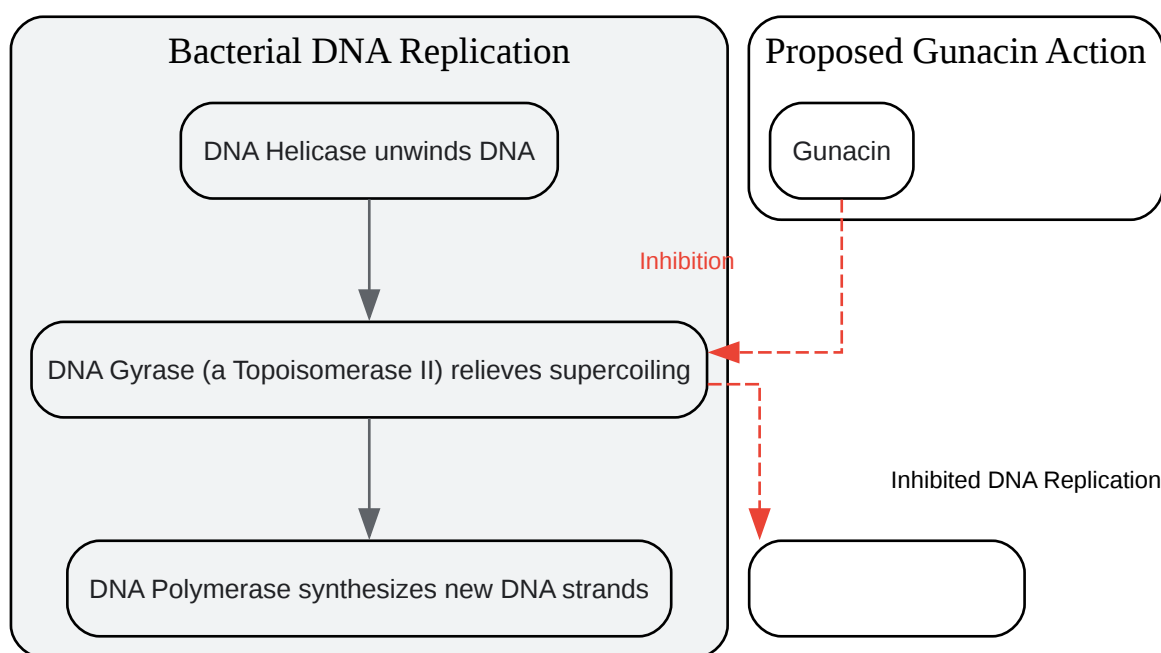 Bacterial DNA Replication
Proposed Gunacin Action
DNA Helicase unwinds DNA
Gunacin
Inhibition
DNA Gyrase (a Topoisomerase II) relieves supercoiling
Inhibited DNA Replication
DNA Polymerase synthesizes new DNA strands